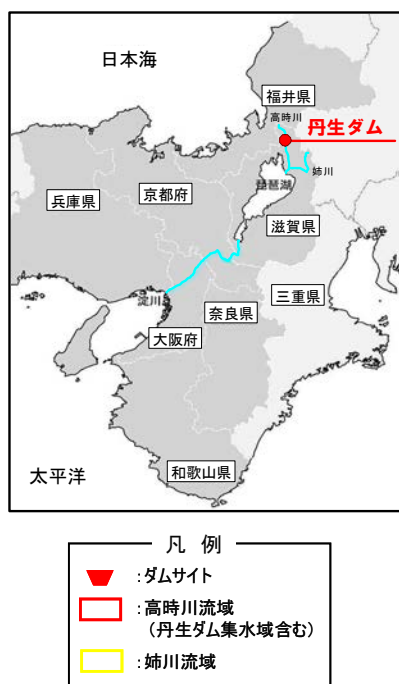 日本海
福井県
高時川
丹生ダム
姉川
琵琶湖
京都府
兵庫県
滋賀県
三重県
淀川
奈良県
大阪府
太平洋
和歌山県
凡 例
:ダムサイト
:高時川流域
(丹生ダム集水域含む)
:姉川流域